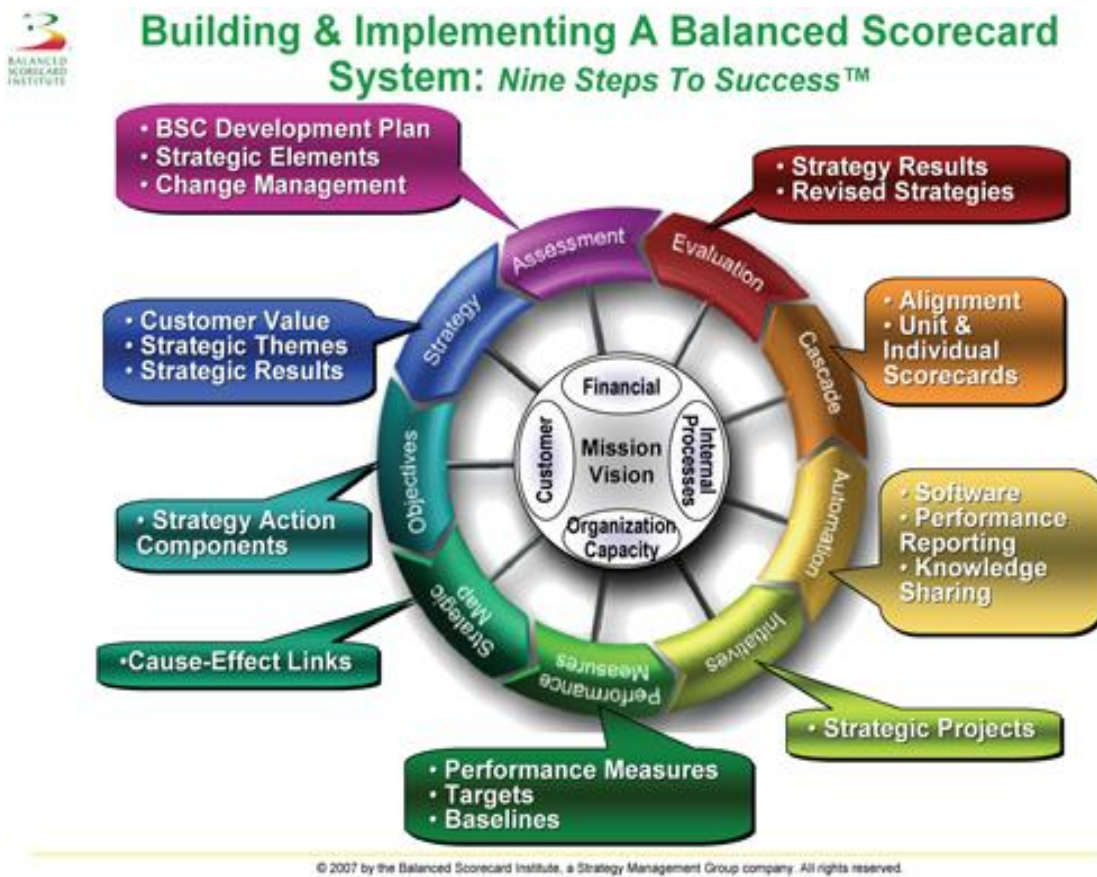 BALANCED
SCORECARD
INSTITUTE
Building & Implementing A Balanced Scorecard
System: Nine Steps To Success™
• BSC Development Plan
• Strategic Elements
• Change Management
• Strategy Results
• Revised Strategies
Assessment
Evaluation
• Customer Value
• Strategic Themes
• Strategic Results
Strategy
Cascade
• Alignment
• Unit &
Individual
Scorecards
Financial
Customer
Mission
Vision
Internal
Processes
Organization
Capacity
Objectives
Automation
• Strategy Action
Components
• Software
• Performance
Reporting
• Knowledge
Sharing
Strategic
Map
Performance
Measures
Initiatives
•Cause-Effect Links
• Strategic Projects
• Performance Measures
• Targets
• Baselines
© 2007 by the Balanced Scorecard Institute, a Strategy Management Group company. All rights reserved.